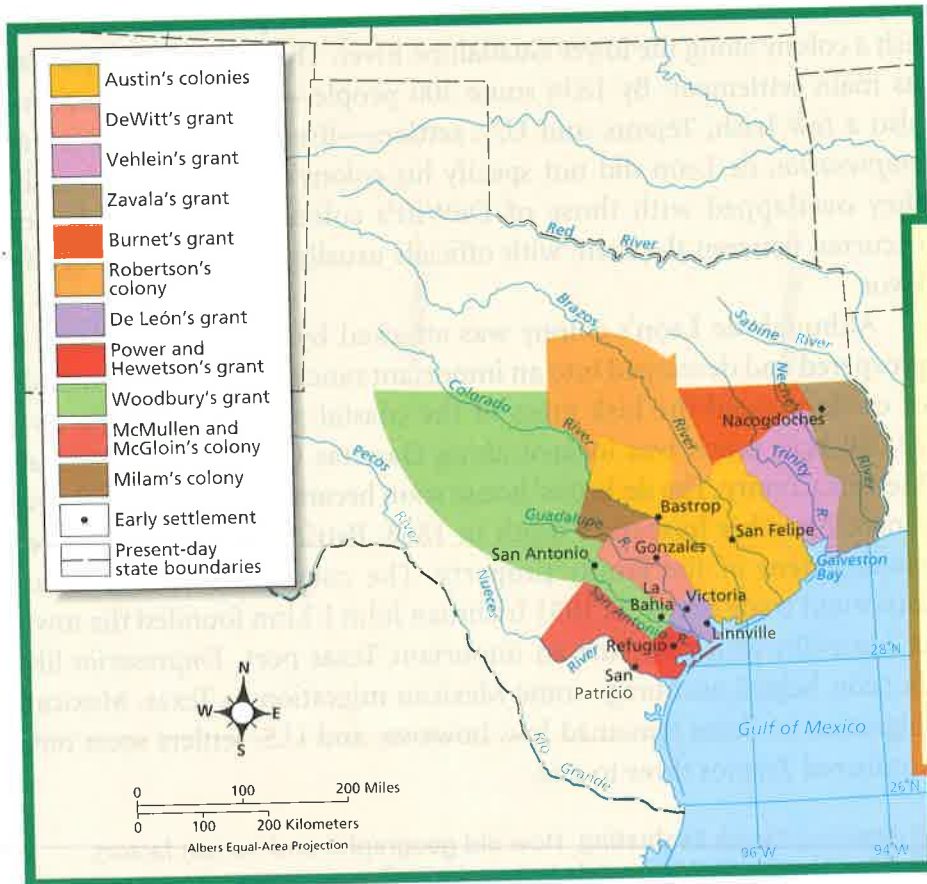 Austin's colonies
DeWitt's grant
Vehlein's grant
Zavala's grant
Burnet's grant
Robertson's
colony
De León's grant
Power and
Hewetson's grant
Woodbury's grant
McMullen and
McGloin's colony
Milam's colony
Early settlement
Present-day
state boundaries
Red River
Brazos
River
Sabine River
Neches
Nacogdoches
Colorado
River
Trinity
R.
River
Pecos
River
Bastrop
Guadalupe
R.
San Felipe
San Antonio
Gonzales
Galveston
Bay
Nueces
River
La
Bahia
Victoria
San Antonio R.
Linnville
Refugio
28°N
San
Patricio
N
W E
S
Gulf of Mexico
Rio
Grande
0 100 200 Miles
0 100 200 Kilometers
Albers Equal-Area Projection
26°N
96°W
94°W